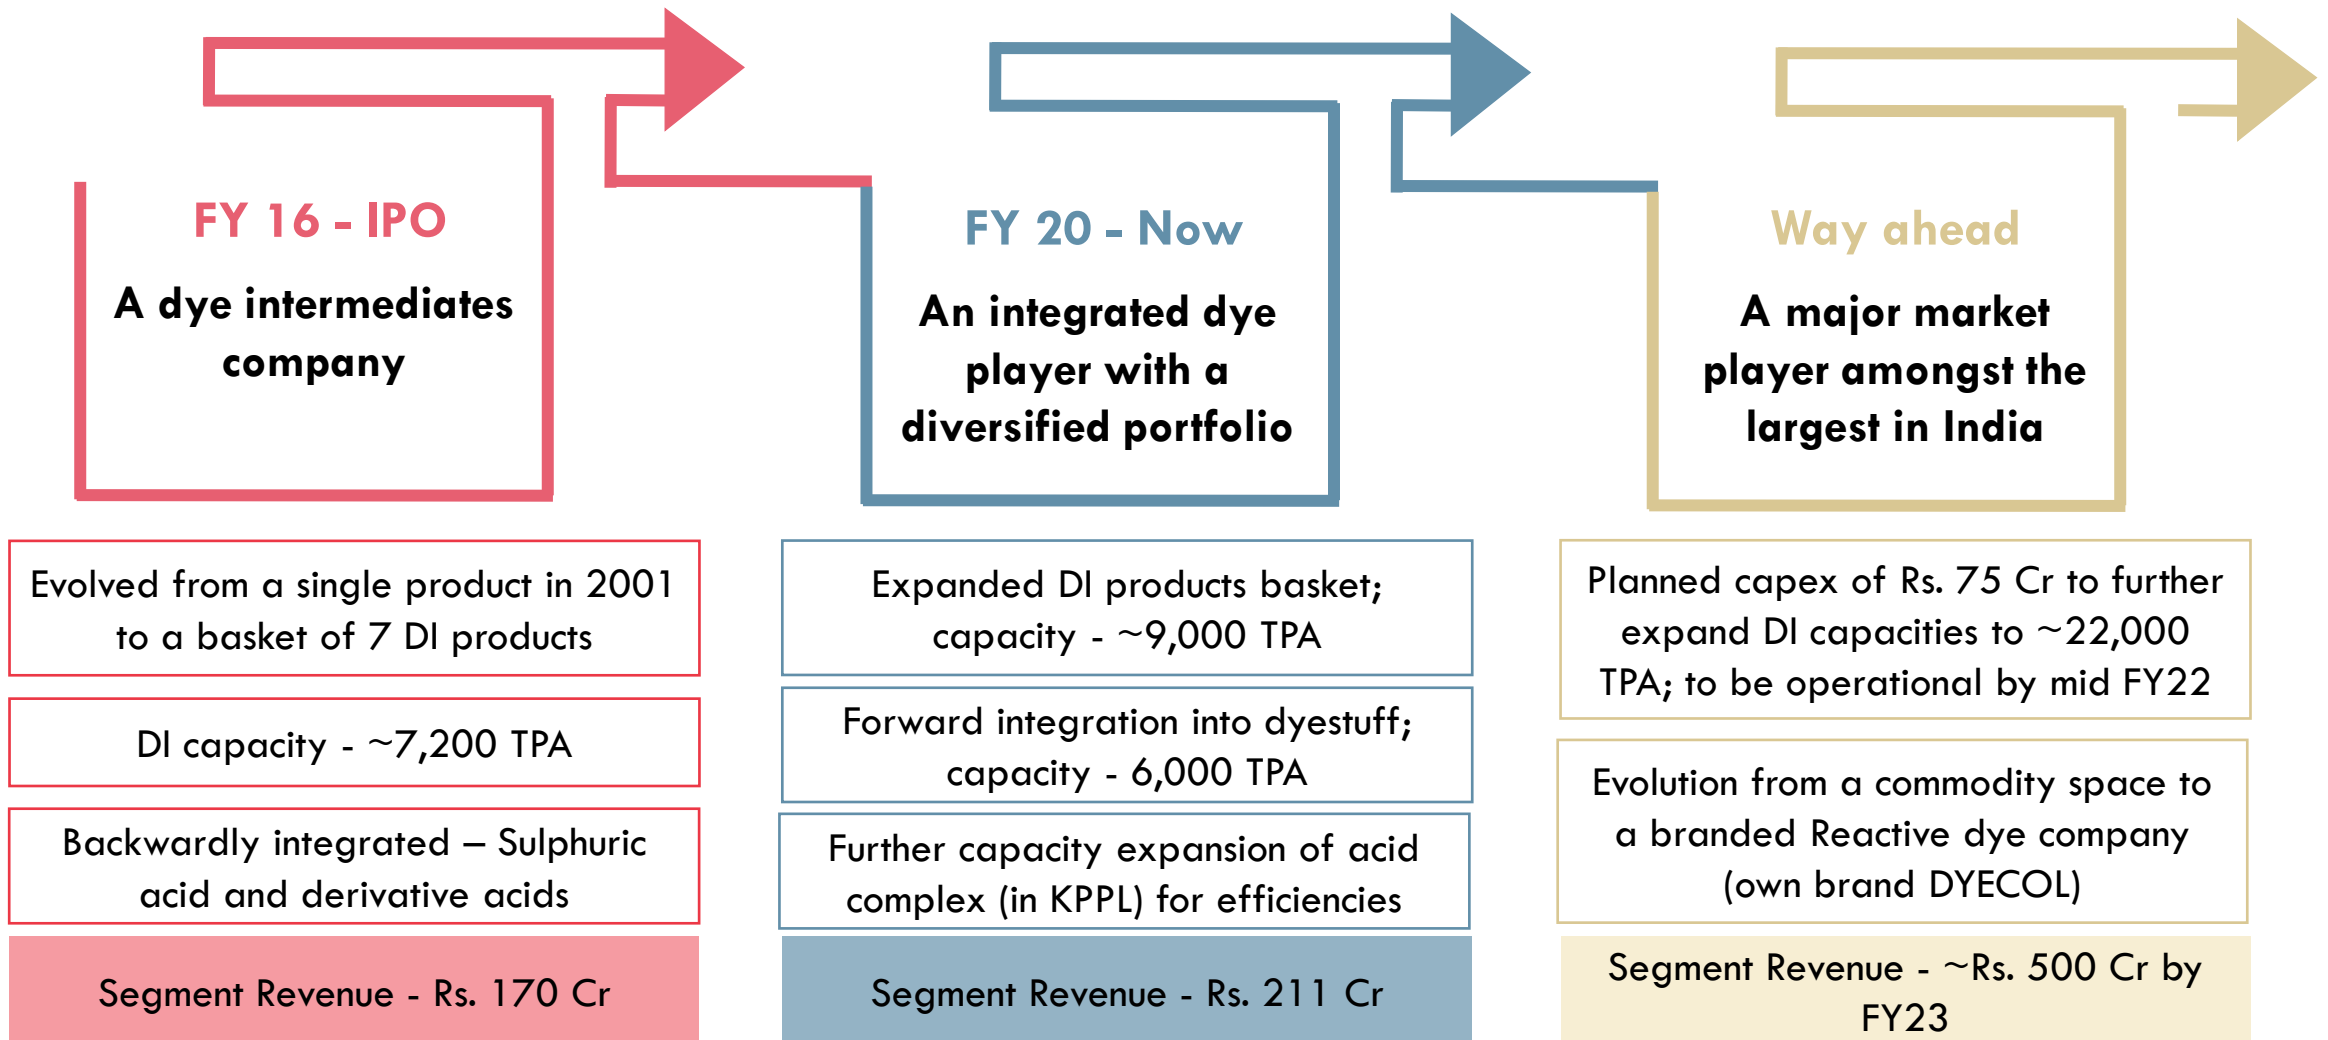 FY 16 - IPO
A dye intermediates
company
Evolved from a single product in 2001
to a basket of 7 DI products
DI capacity - ~7,200 TPA
Backwardly integrated – Sulphuric
acid and derivative acids
Segment Revenue - Rs. 170 Cr
FY 20 - Now
An integrated dye
player with a
diversified portfolio
Expanded DI products basket;
capacity - ~9,000 TPA
Forward integration into dyestuff;
capacity - 6,000 TPA
Further capacity expansion of acid
complex (in KPPL) for efficiencies
Segment Revenue - Rs. 211 Cr
Way ahead
A major market
player amongst the
largest in India
Planned capex of Rs. 75 Cr to further
expand DI capacities to ~22,000
TPA; to be operational by mid FY22
Evolution from a commodity space to
a branded Reactive dye company
(own brand DYECOL)
Segment Revenue - ~Rs. 500 Cr by
FY23